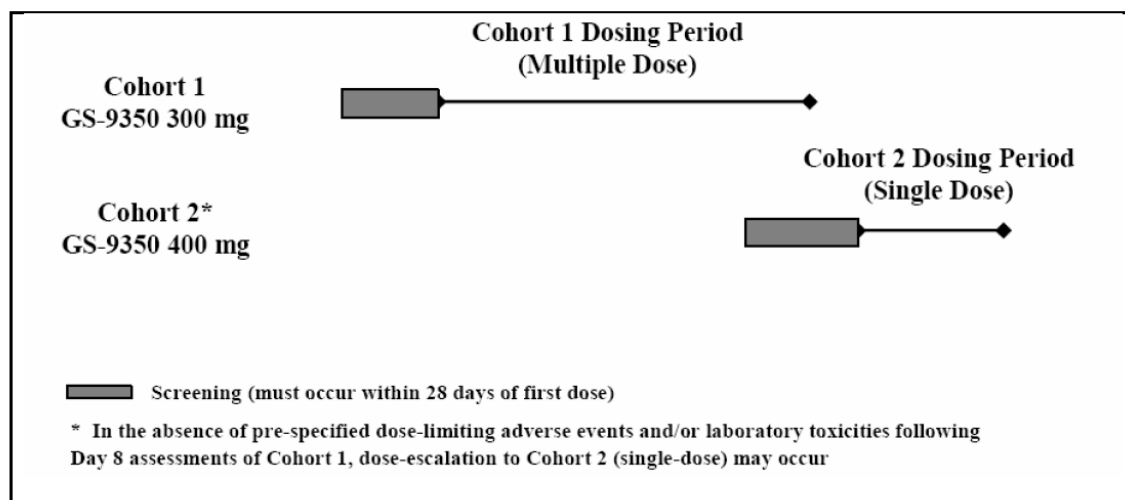 Cohort 1 Dosing Period
(Multiple Dose)
Cohort 1
GS-9350 300 mg
Cohort 2 Dosing Period
(Single Dose)
Cohort 2*
GS-9350 400 mg
Screening (must occur within 28 days of first dose)
* In the absence of pre-specified dose-limiting adverse events and/or laboratory toxicities following
Day 8 assessments of Cohort 1, dose-escalation to Cohort 2 (single-dose) may occur